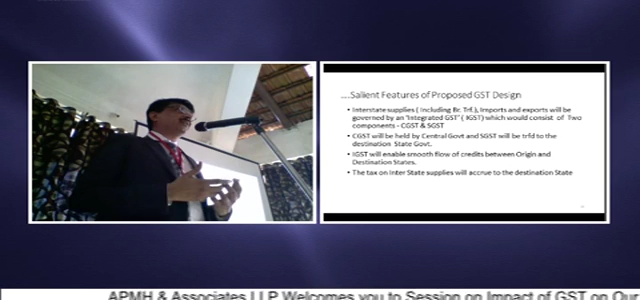 ....Salient Features of Proposed GST Design
• Interstate supplies ( Including Br. Trf.), Imports and exports will be
governed by an 'Integrated GST' ( IGST) which would consist of Two
components - CGST & SGST
• CGST will be held by Central Govt and SGST will be trfd to the
destination State Govt.
• IGST will enable smooth flow of credits between Origin and
Destination States.
• The tax on Inter State supplies will accrue to the destination State
APMH & Associates LLP Welcomes you to Session on Impact of GST on Our